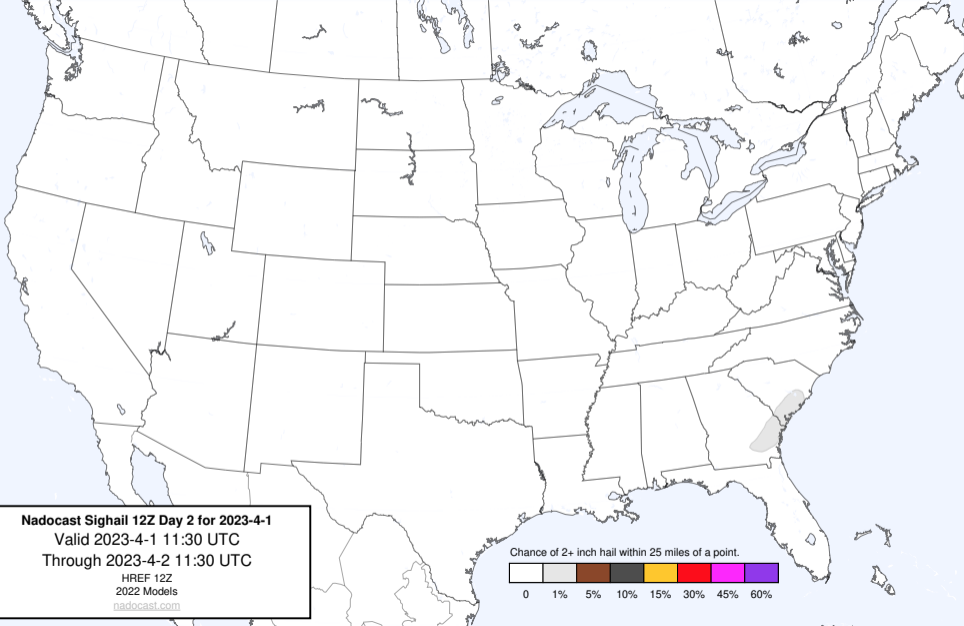 Nadocast Sighail 12Z Day 2 for 2023-4-1
Valid 2023-4-1 11:30 UTC
Through 2023-4-2 11:30 UTC
HREF 12Z
2022 Models
nadocast.com
Chance of 2+ inch hail within 25 miles of a point.
0 1% 5% 10% 15% 30% 45% 60%